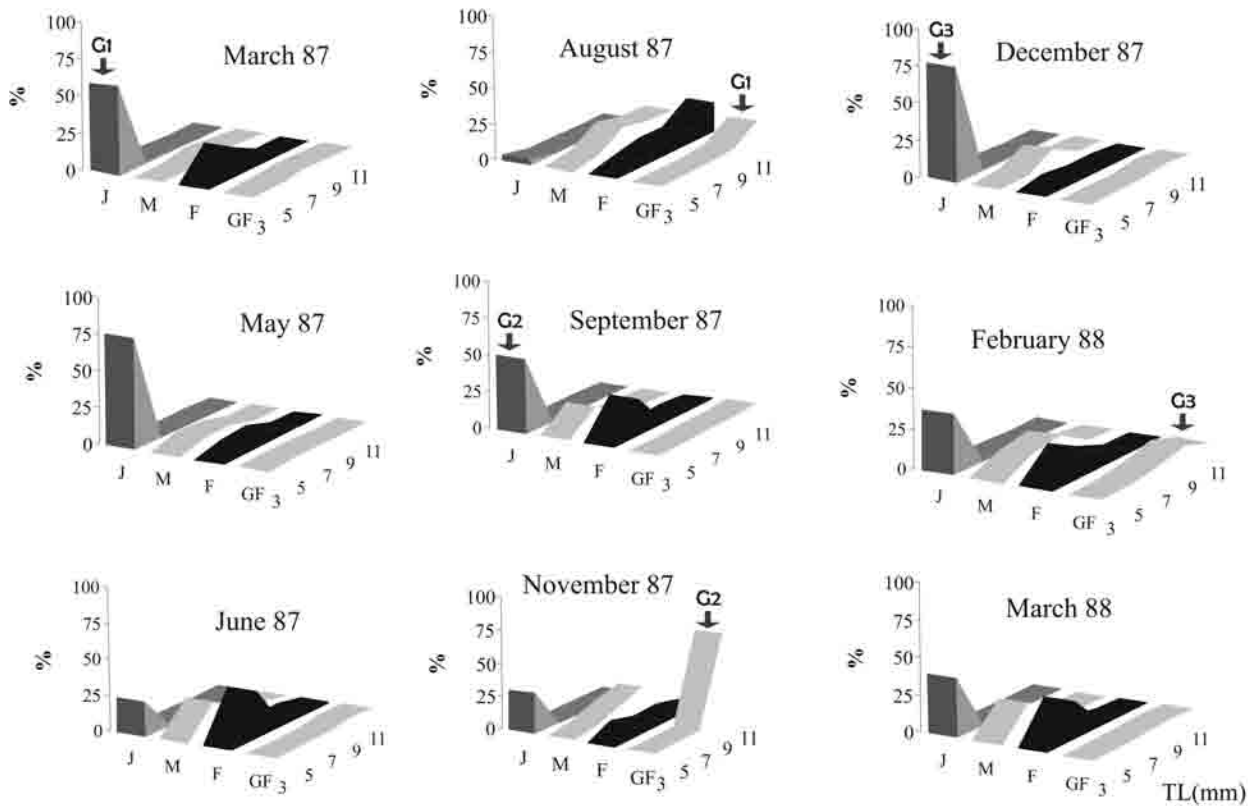 March 87
G1
100
75
50
25
0
%
J M F GF 3 5 7 9 11
August 87
G1
100
75
50
25
0
%
J M F GF 3 5 7 9 11
December 87
G3
100
75
50
25
0
%
J M F GF 3 5 7 9 11
May 87
100
75
50
25
0
%
J M F GF 3 5 7 9 11
September 87
G2
100
75
50
25
0
%
J M F GF 3 5 7 9 11
February 88
G3
100
75
50
25
0
%
J M F GF 3 5 7 9 11
June 87
100
75
50
25
0
%
J M F GF 3 5 7 9 11
November 87
G2
100
75
50
25
0
%
J M F GF 3 5 7 9 11
March 88
100
75
50
25
0
%
J M F GF 3 5 7 9 11
TL(mm)